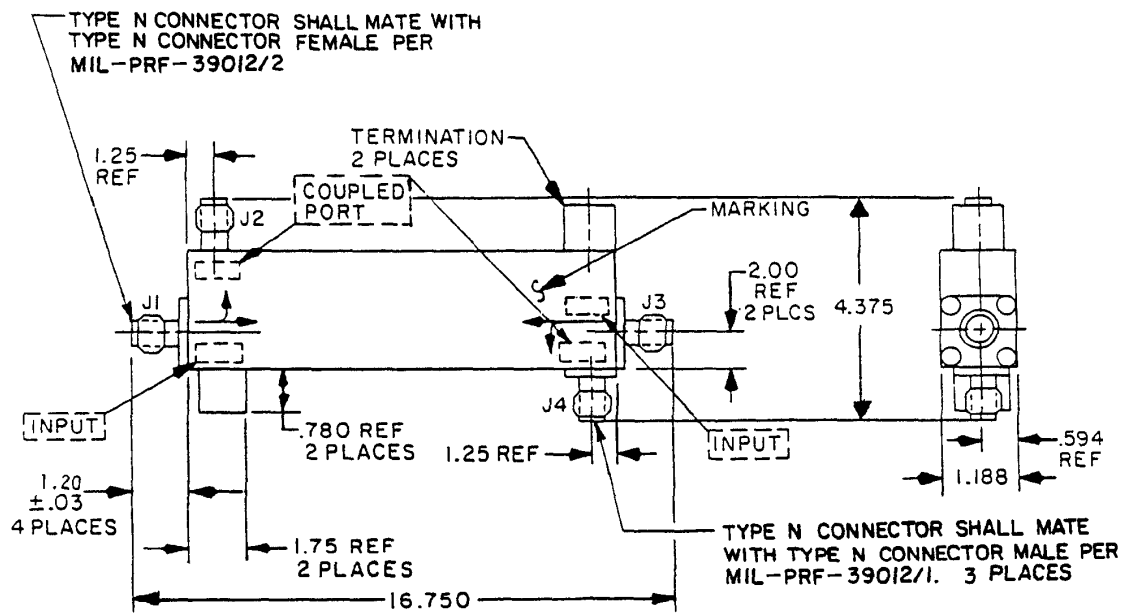 TYPE N CONNECTOR SHALL MATE WITH
TYPE N CONNECTOR FEMALE PER
MIL-PRF-39012/2
TERMINATION
2 PLACES
1.25
REF
COUPLED
PORT
J2
MARKING
J1
J3
2.00
REF
2 PLCS
4.375
INPUT
J4
.780 REF
2 PLACES
1.25 REF
INPUT
.594
REF
1.188
1.20
±.03
4 PLACES
1.75 REF
2 PLACES
TYPE N CONNECTOR SHALL MATE
WITH TYPE N CONNECTOR MALE PER
MIL-PRF-39012/1. 3 PLACES
16.750